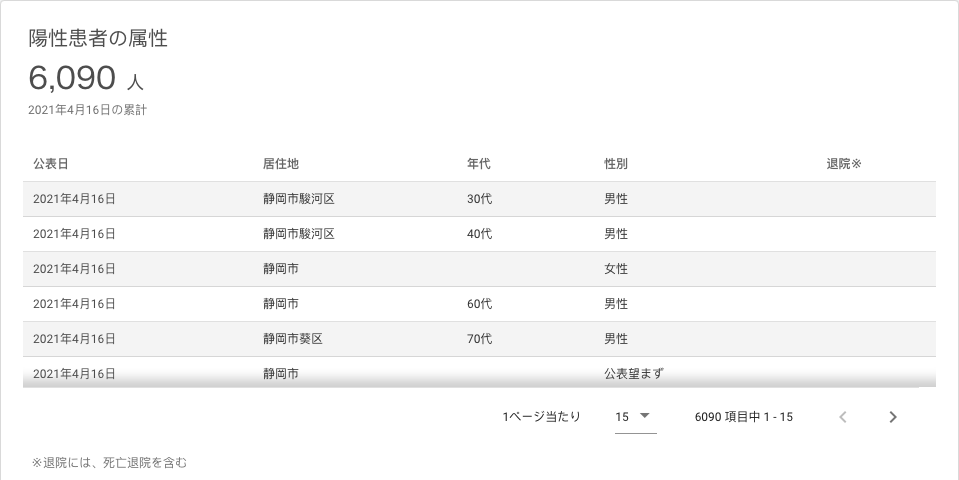 陽性患者の属性
6,090 人
2021年4月16日の累計
公表日 居住地 年代 性別 退院※
2021年4月16日 静岡市駿河区 30代 男性
2021年4月16日 静岡市駿河区 40代 男性
2021年4月16日 静岡市 女性
2021年4月16日 静岡市 60代 男性
2021年4月16日 静岡市葵区 70代 男性
2021年4月16日 静岡市 公表望まず
1ページ当たり 15 6090 項目中 1 - 15
※退院には、死亡退院を含む